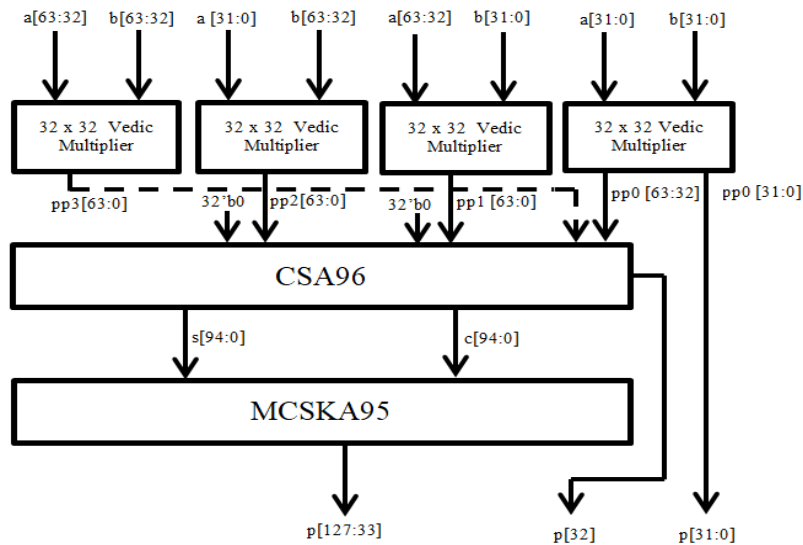 a[63:32] b[63:32] a [31:0] b[63:32] a[63:32] b[31:0] a[31:0] b[31:0]
32 x 32 Vedic
Multiplier
32 x 32 Vedic
Multiplier
32 x 32 Vedic
Multiplier
32 x 32 Vedic
Multiplier
pp3[63:0] 32'b0 pp2[63:0] 32'b0 pp1 [63:0] pp0 [63:32] pp0 [31:0]
CSA96
s[94:0] c[94:0]
MCSKA95
p[127:33] p[32] p[31:0]